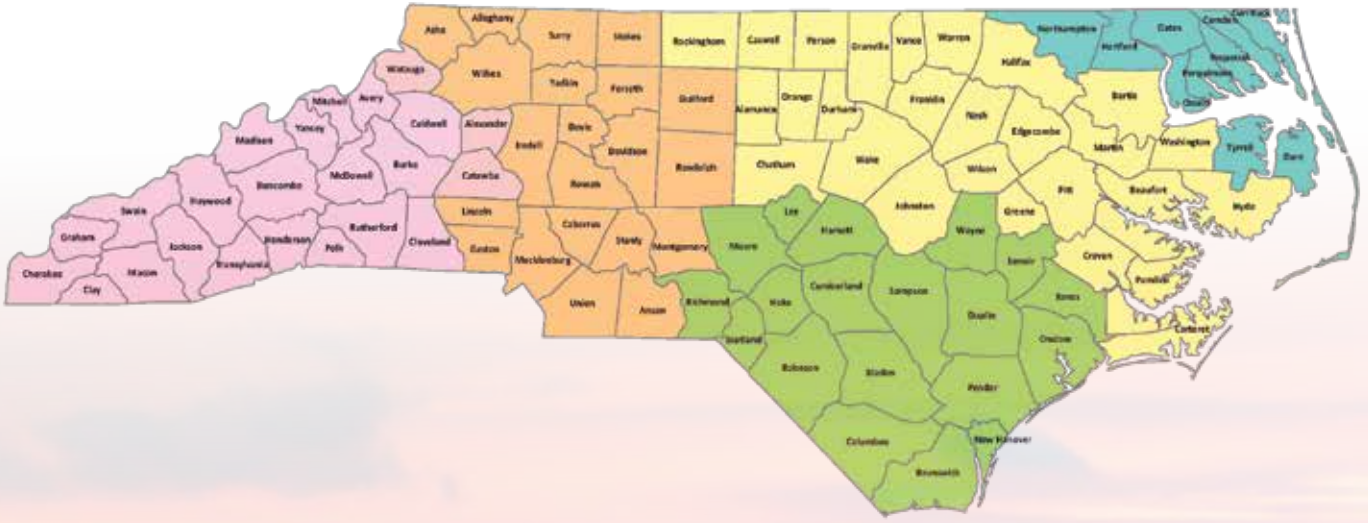 Ashe
Alleghany
Surry
Stokes
Rockingham
Caswell
Person
Granville
Vance
Warren
Northampton
Hertford
Gates
Camden
Currituck
Halifax
Pasquotank
Perquimans
Chowan
Watauga
Wilkes
Yadkin
Forsyth
Guilford
Alamance
Orange
Durham
Franklin
Nash
Edgecombe
Bertie
Martin
Washington
Tyrrell
Dare
Mitchell
Avery
Caldwell
Alexander
Iredell
Davie
Davidson
Randolph
Chatham
Wake
Wilson
Madison
Yancey
McDowell
Burke
Catawba
Rowan
Johnston
Greene
Pitt
Beaufort
Hyde
Swain
Haywood
Buncombe
Rutherford
Lincoln
Cabarrus
Stanly
Montgomery
Moore
Lee
Harnett
Wayne
Lenoir
Craven
Pamlico
Graham
Jackson
Henderson
Polk
Cleveland
Gaston
Mecklenburg
Cherokee
Clay
Macon
Transylvania
Union
Anson
Richmond
Scotland
Hoke
Cumberland
Sampson
Duplin
Jones
Onslow
Carteret
Robeson
Bladen
Pender
Columbus
Brunswick
New Hanover